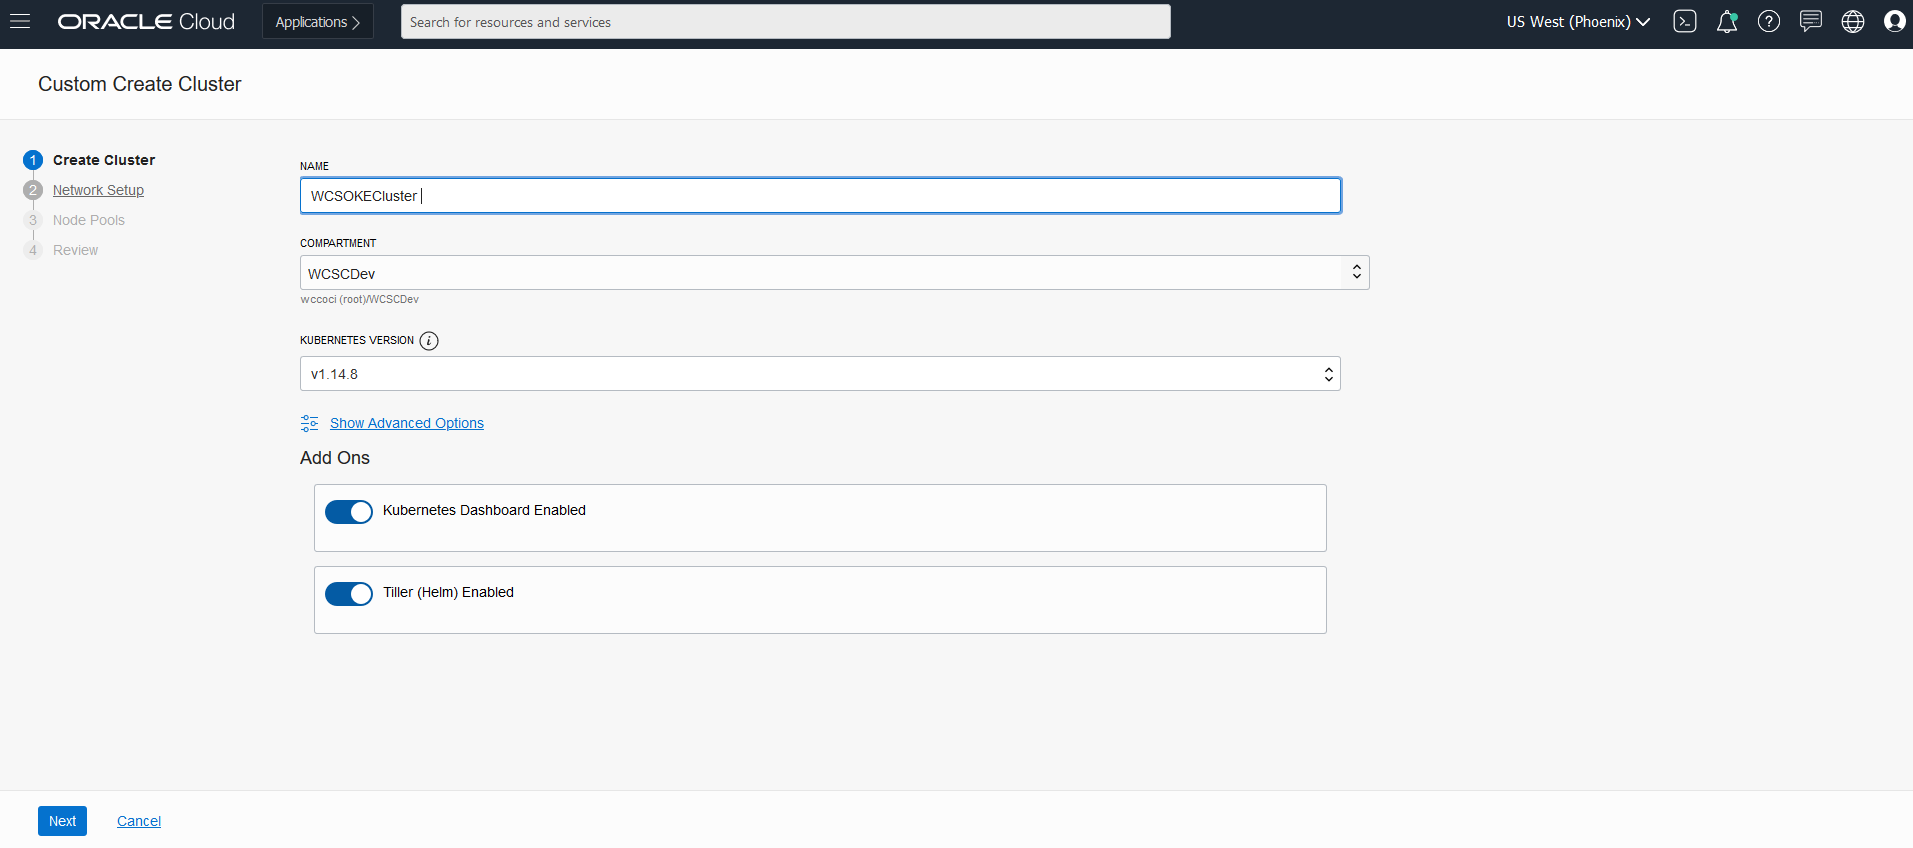 ORACLE Cloud
Applications
Search for resources and services
US West (Phoenix)
Custom Create Cluster
1 Create Cluster
2 Network Setup
3 Node Pools
4 Review
NAME
WCSOKECluster
COMPARTMENT
WCSCDev
wccoci (root)/WCSCDev
KUBERNETES VERSION i
v1.14.8
Show Advanced Options
Add Ons
Kubernetes Dashboard Enabled
Tiller (Helm) Enabled
Next Cancel